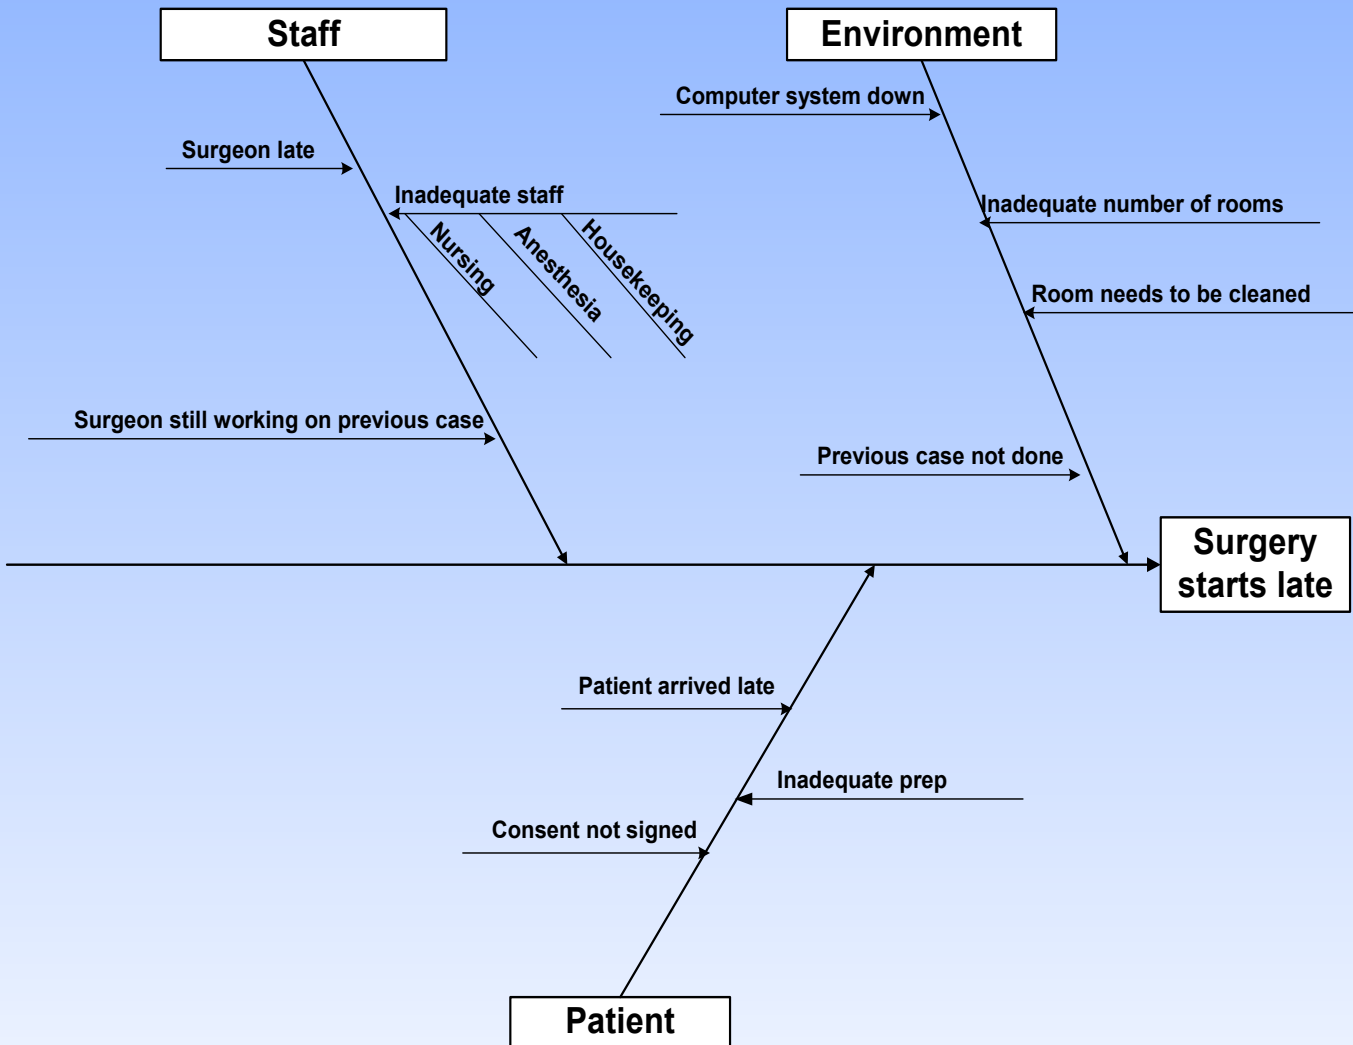 Staff
Environment
Computer system down
Surgeon late
Inadequate staff
Nursing
Anesthesia
Housekeeping
Inadequate number of rooms
Room needs to be cleaned
Surgeon still working on previous case
Previous case not done
Surgery
starts late
Patient arrived late
Inadequate prep
Consent not signed
Patient